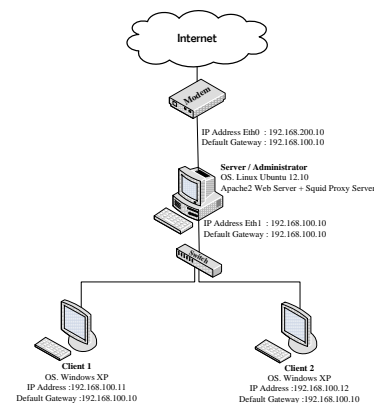 Internet
Modem
IP Address Eth0 : 192.168.200.10
Default Gateway : 192.168.100.10
Server / Administrator
OS. Linux Ubuntu 12.10
Apache2 Web Server + Squid Proxy Server
IP Address Eth1 : 192.168.100.10
Default Gateway : 192.168.100.10
Switch
Client 1
OS. Windows XP
IP Address :192.168.100.11
Default Gateway :192.168.100.10
Client 2
OS. Windows XP
IP Address :192.168.100.12
Default Gateway :192.168.100.10